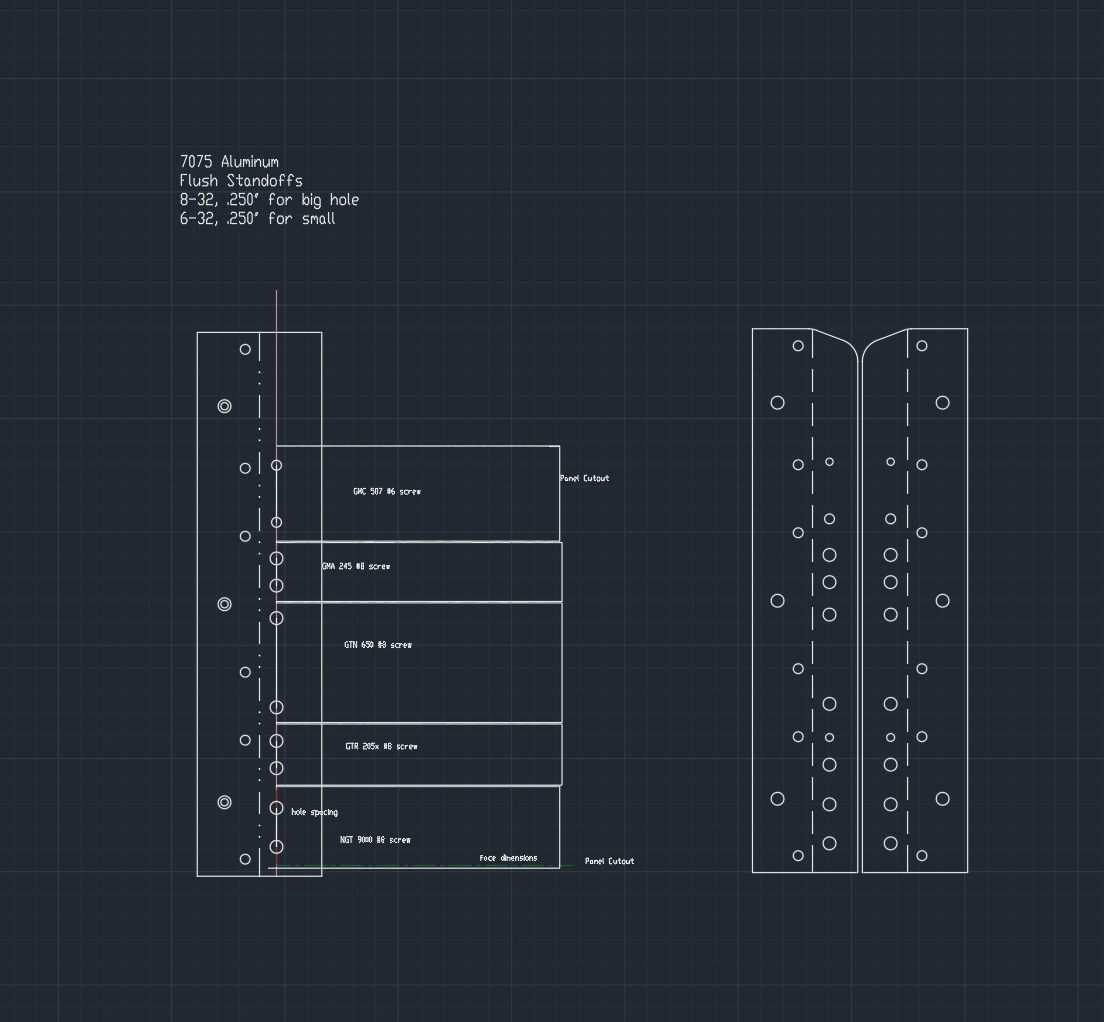 7075 Aluminum
Flush Standoffs
8-32, .250" for big hole
6-32, .250" for small
Panel Cutout
GMC 507 #6 screw
GMA 245 #8 screw
GTN 650 #8 screw
GTR 205x #8 screw
hole spacing
NGT 9000 #8 screw
Face dimensions
Panel Cutout